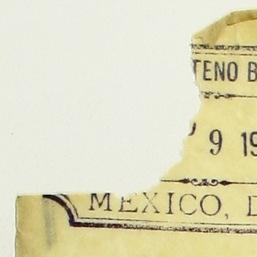 TENO B
9 19
MEXICO, D